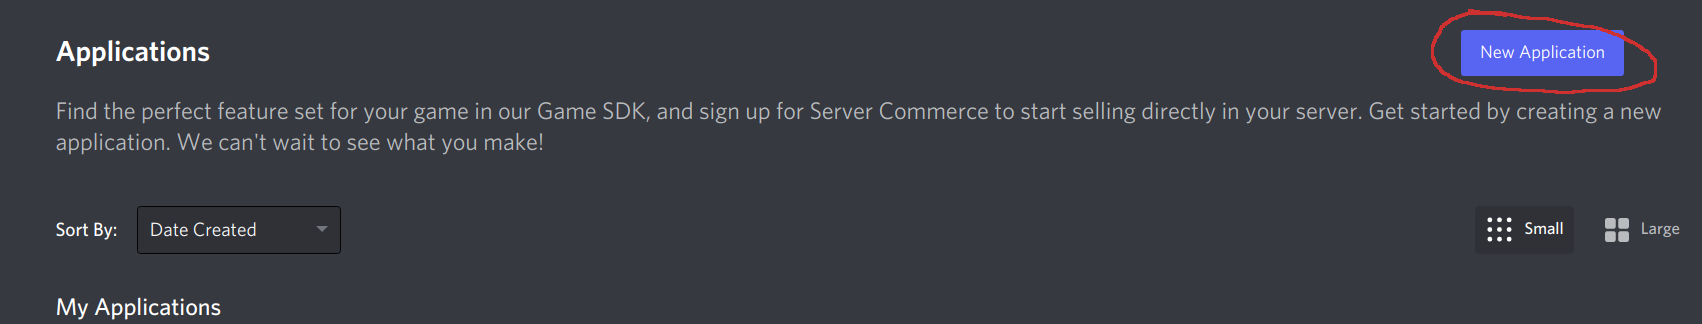 Applications
New Application
Find the perfect feature set for your game in our Game SDK, and sign up for Server Commerce to start selling directly in your server. Get started by creating a new
application. We can't wait to see what you make!
Sort By: Date Created Small Large
My Applications